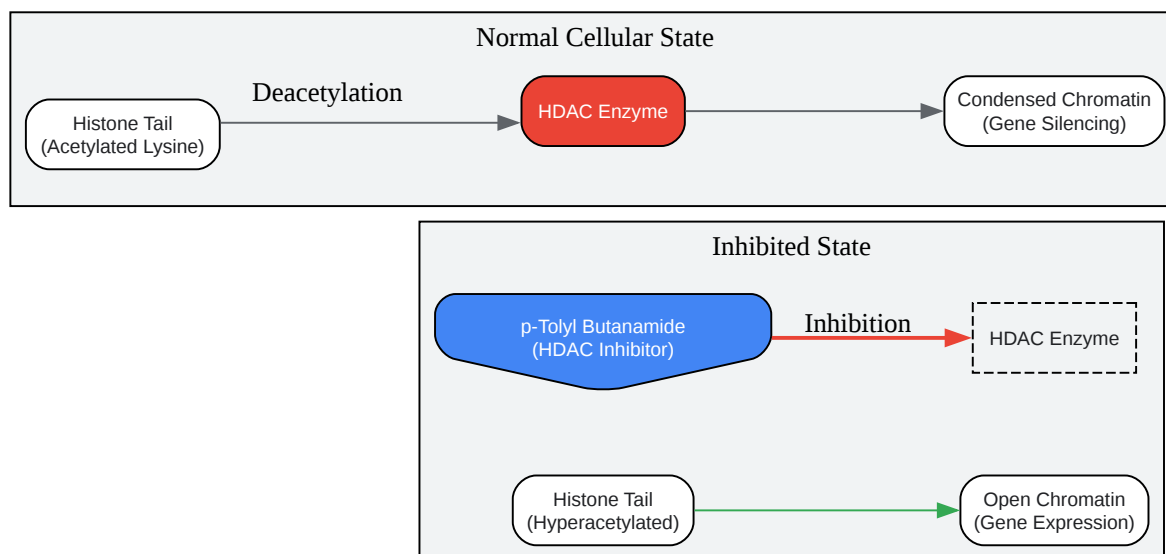 Normal Cellular State
Deacetylation
Histone Tail
(Acetylated Lysine)
HDAC Enzyme
Condensed Chromatin
(Gene Silencing)
Inhibited State
p-Tolyl Butanamide
(HDAC Inhibitor)
Inhibition
HDAC Enzyme
Histone Tail
(Hyperacetylated)
Open Chromatin
(Gene Expression)